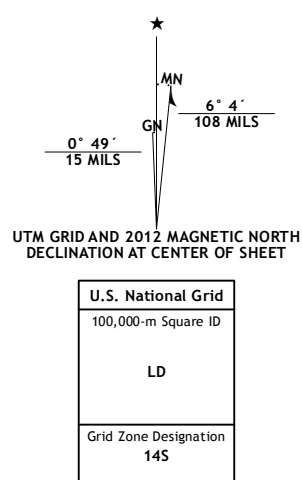 ★
MN
GN
6° 4´
108 MILS
0° 49´
15 MILS
UTM GRID AND 2012 MAGNETIC NORTH
DECLINATION AT CENTER OF SHEET
U.S. National Grid
100,000-m Square ID
LD
Grid Zone Designation
14S